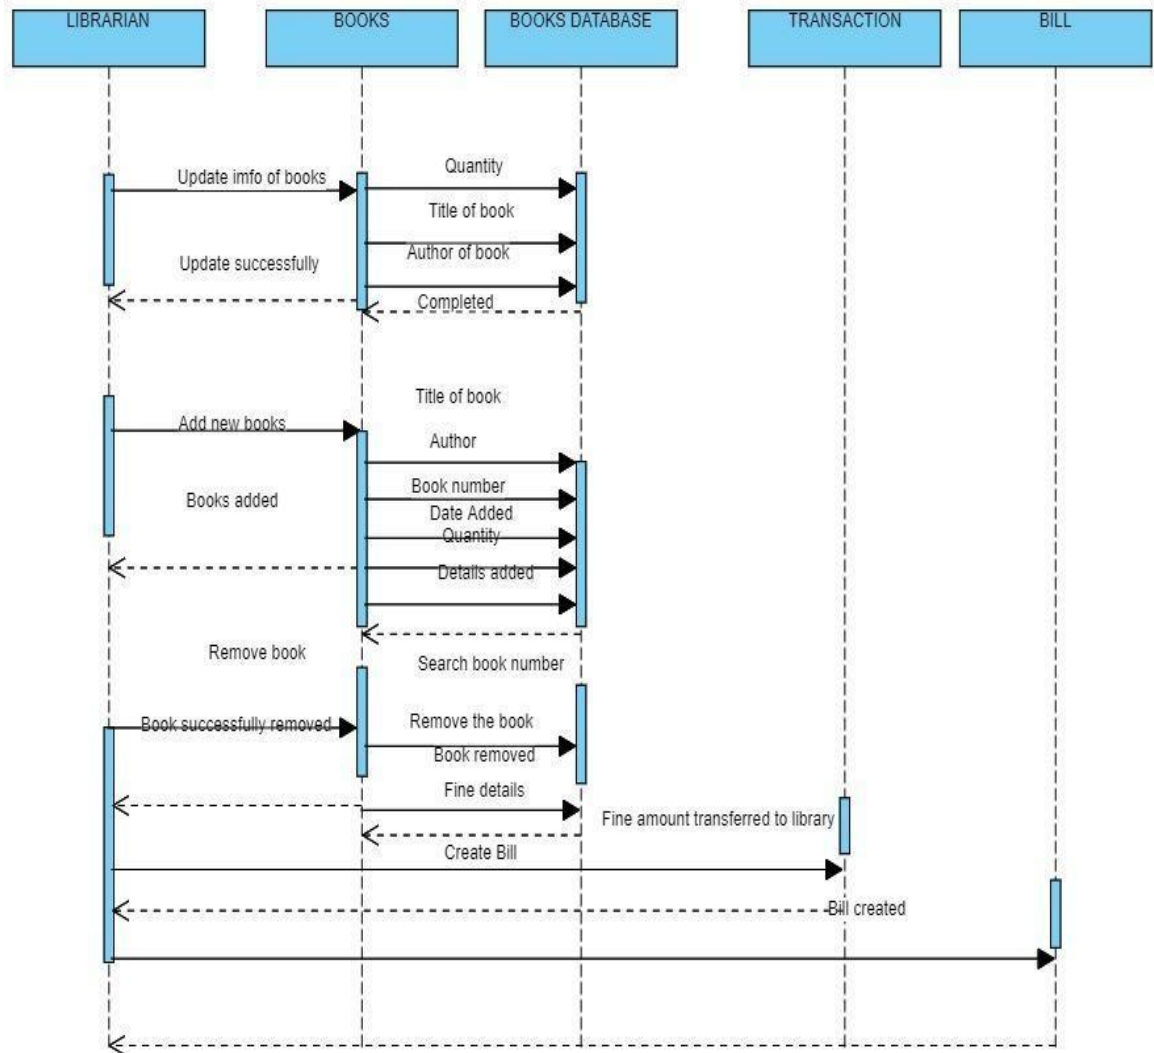 LIBRARIAN
BOOKS
BOOKS DATABASE
TRANSACTION
BILL
Quantity
Update imfo of books
Title of book
Author of book
Update successfully
Completed
Title of book
Add new books
Author
Book number
Books added
Date Added
Quantity
Details added
Remove book
Search book number
Book successfully removed
Remove the book
Book removed
Fine details
Fine amount transferred to library
Create Bill
Bill created